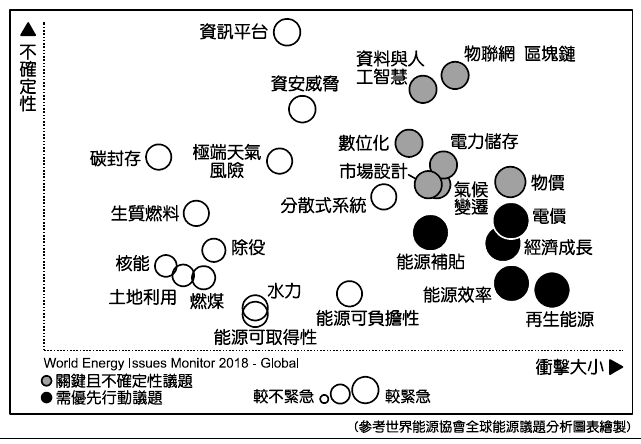 ▲
不確定性
資訊平台
資料與人
工智慧
物聯網 區塊鏈
資安威脅
數位化
電力儲存
碳封存
極端天氣
風險
市場設計
氣候
變遷
物價
生質燃料
分散式系統
電價
除役
能源補貼
經濟成長
核能
土地利用
燃煤
水力
能源可負擔性
能源效率
再生能源
能源可取得性
World Energy Issues Monitor 2018 - Global
衝擊大小▶
關鍵且不確定性議題
需優先行動議題
較不緊急
較緊急
(參考世界能源協會全球能源議題分析圖表繪製)